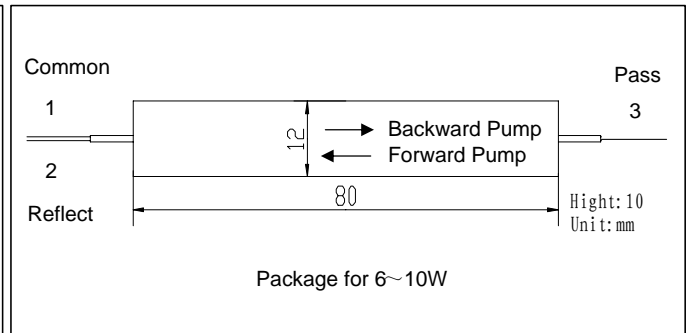 Common
Pass
1
3
12
Backward Pump
Forward Pump
2
Reflect
80
Hight:10
Unit:mm
Package for 6～10W